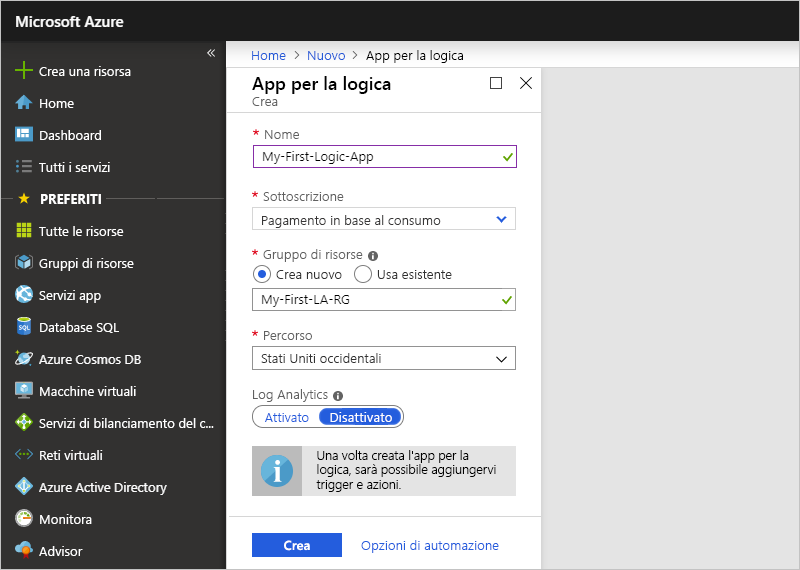 Microsoft Azure
«
Crea una risorsa
Home
Dashboard
Tutti i servizi
PREFERITI
Tutte le risorse
Gruppi di risorse
Servizi app
SQL
Database SQL
Azure Cosmos DB
Macchine virtuali
Servizi di bilanciamento del c...
Reti virtuali
Azure Active Directory
Monitora
Advisor
Home > Nuovo > App per la logica
App per la logica
Crea
* Nome
My-First-Logic-App
* Sottoscrizione
Pagamento in base al consumo
* Gruppo di risorse
Crea nuovo Usa esistente
My-First-LA-RG
* Percorso
Stati Uniti occidentali
Log Analytics
Attivato Disattivato
Una volta creata l'app per la
logica, sarà possibile aggiungervi
trigger e azioni.
Crea Opzioni di automazione